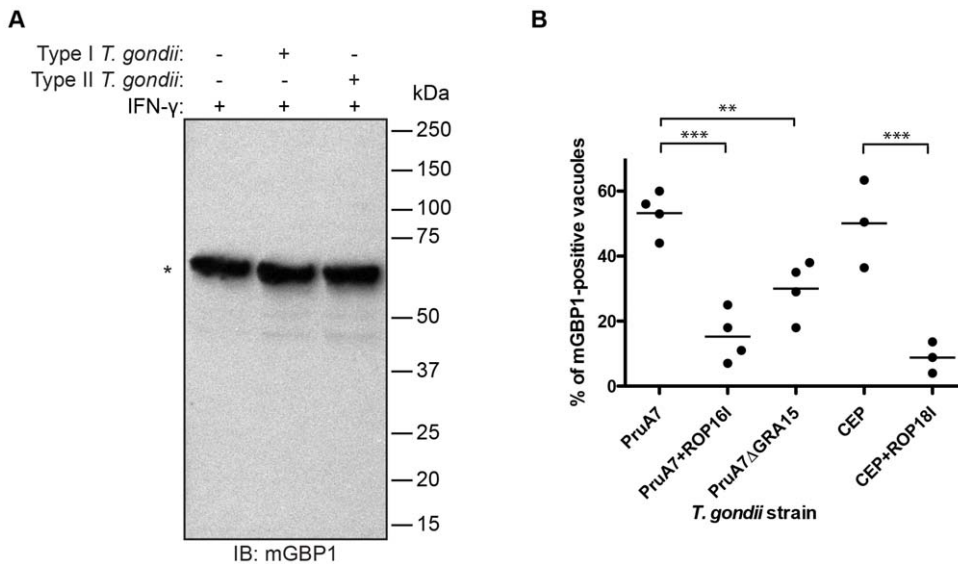 A
Type I T. gondii: - + -
Type II T. gondii: - - +
IFN-γ: + + +
kDa
250
150
100
75
*
50
37
25
20
15
IB: mGBP1
B
**
*** ***
% of mGBP1-positive vacuoles
60
40
20
0
PruA7
PruA7+ROP16I
PruA7ΔGRA15
CEP
CEP+ROP18I
T. gondii strain